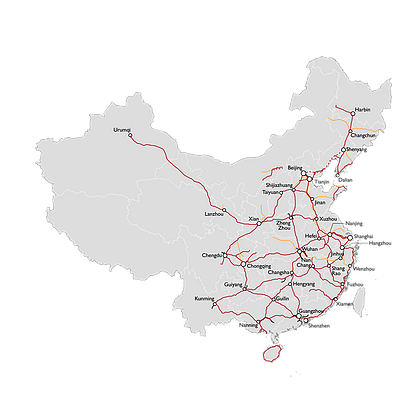 Harbin
Urumqi
Changchun
Shenyang
Beijing
Tianjin
Dalian
Shijiazhuang
Taiyuan
Jinan
Lanzhou
Xian
Zheng
Zhou
Xuzhou
Nanjing
Shanghai
Hefei
Hangzhou
Chengdu
Wuhan
Jinhua
Chongqing
Nan
Chang
Changsha
Shang
Rao
Wenzhou
Guiyang
Hengyang
Fuzhou
Kunming
Guilin
Xiamen
Guangzhou
Nanning
Shenzhen